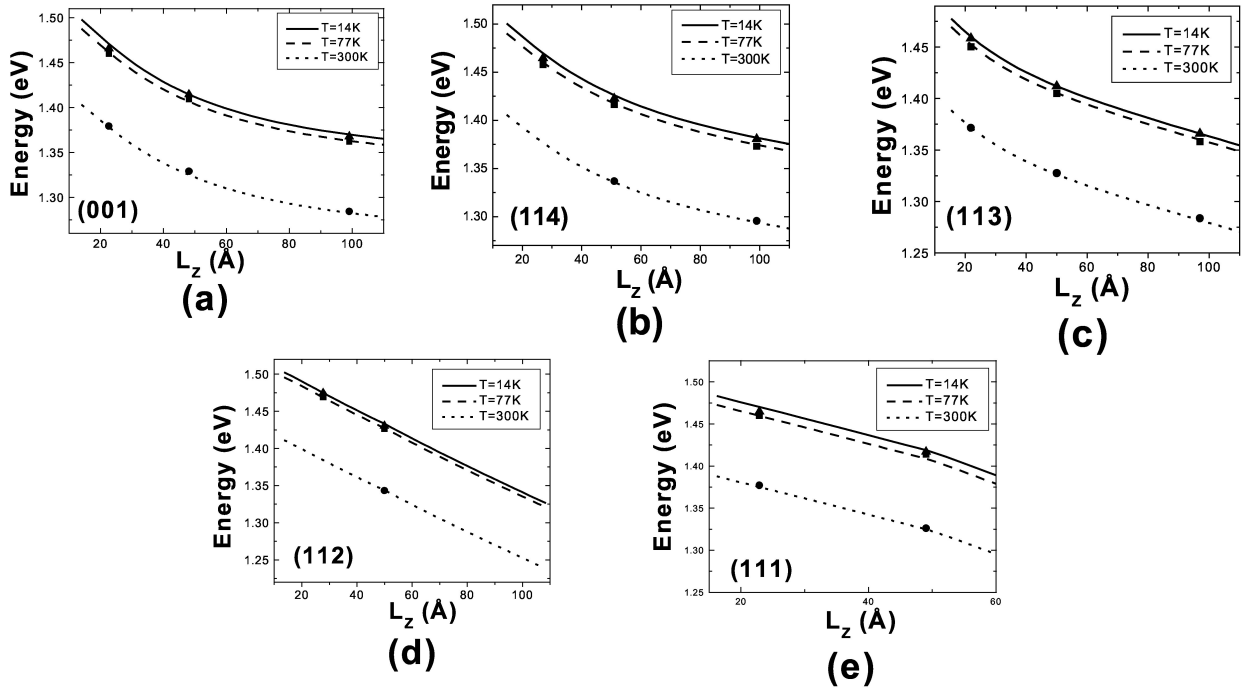 1.50
1.45
1.40
1.35
1.30
Energy (eV)
T=14K
T=77K
T=300K
(001)
20 40 60 80 100
Lz (Å)
(a)
1.50
1.45
1.40
1.35
1.30
Energy (eV)
T=14K
T=77K
T=300K
(114)
20 40 60 80 100
Lz (Å)
(b)
1.45
1.40
1.35
1.30
1.25
Energy (eV)
T=14K
T=77K
T=300K
(113)
20 40 60 80 100
Lz (Å)
(c)
1.50
1.45
1.40
1.35
1.30
1.25
Energy (eV)
T=14K
T=77K
T=300K
(112)
20 40 60 80 100
Lz (Å)
(d)
1.50
1.45
1.40
1.35
1.30
1.25
Energy (eV)
T=14K
T=77K
T=300K
(111)
20 40 60
Lz (Å)
(e)